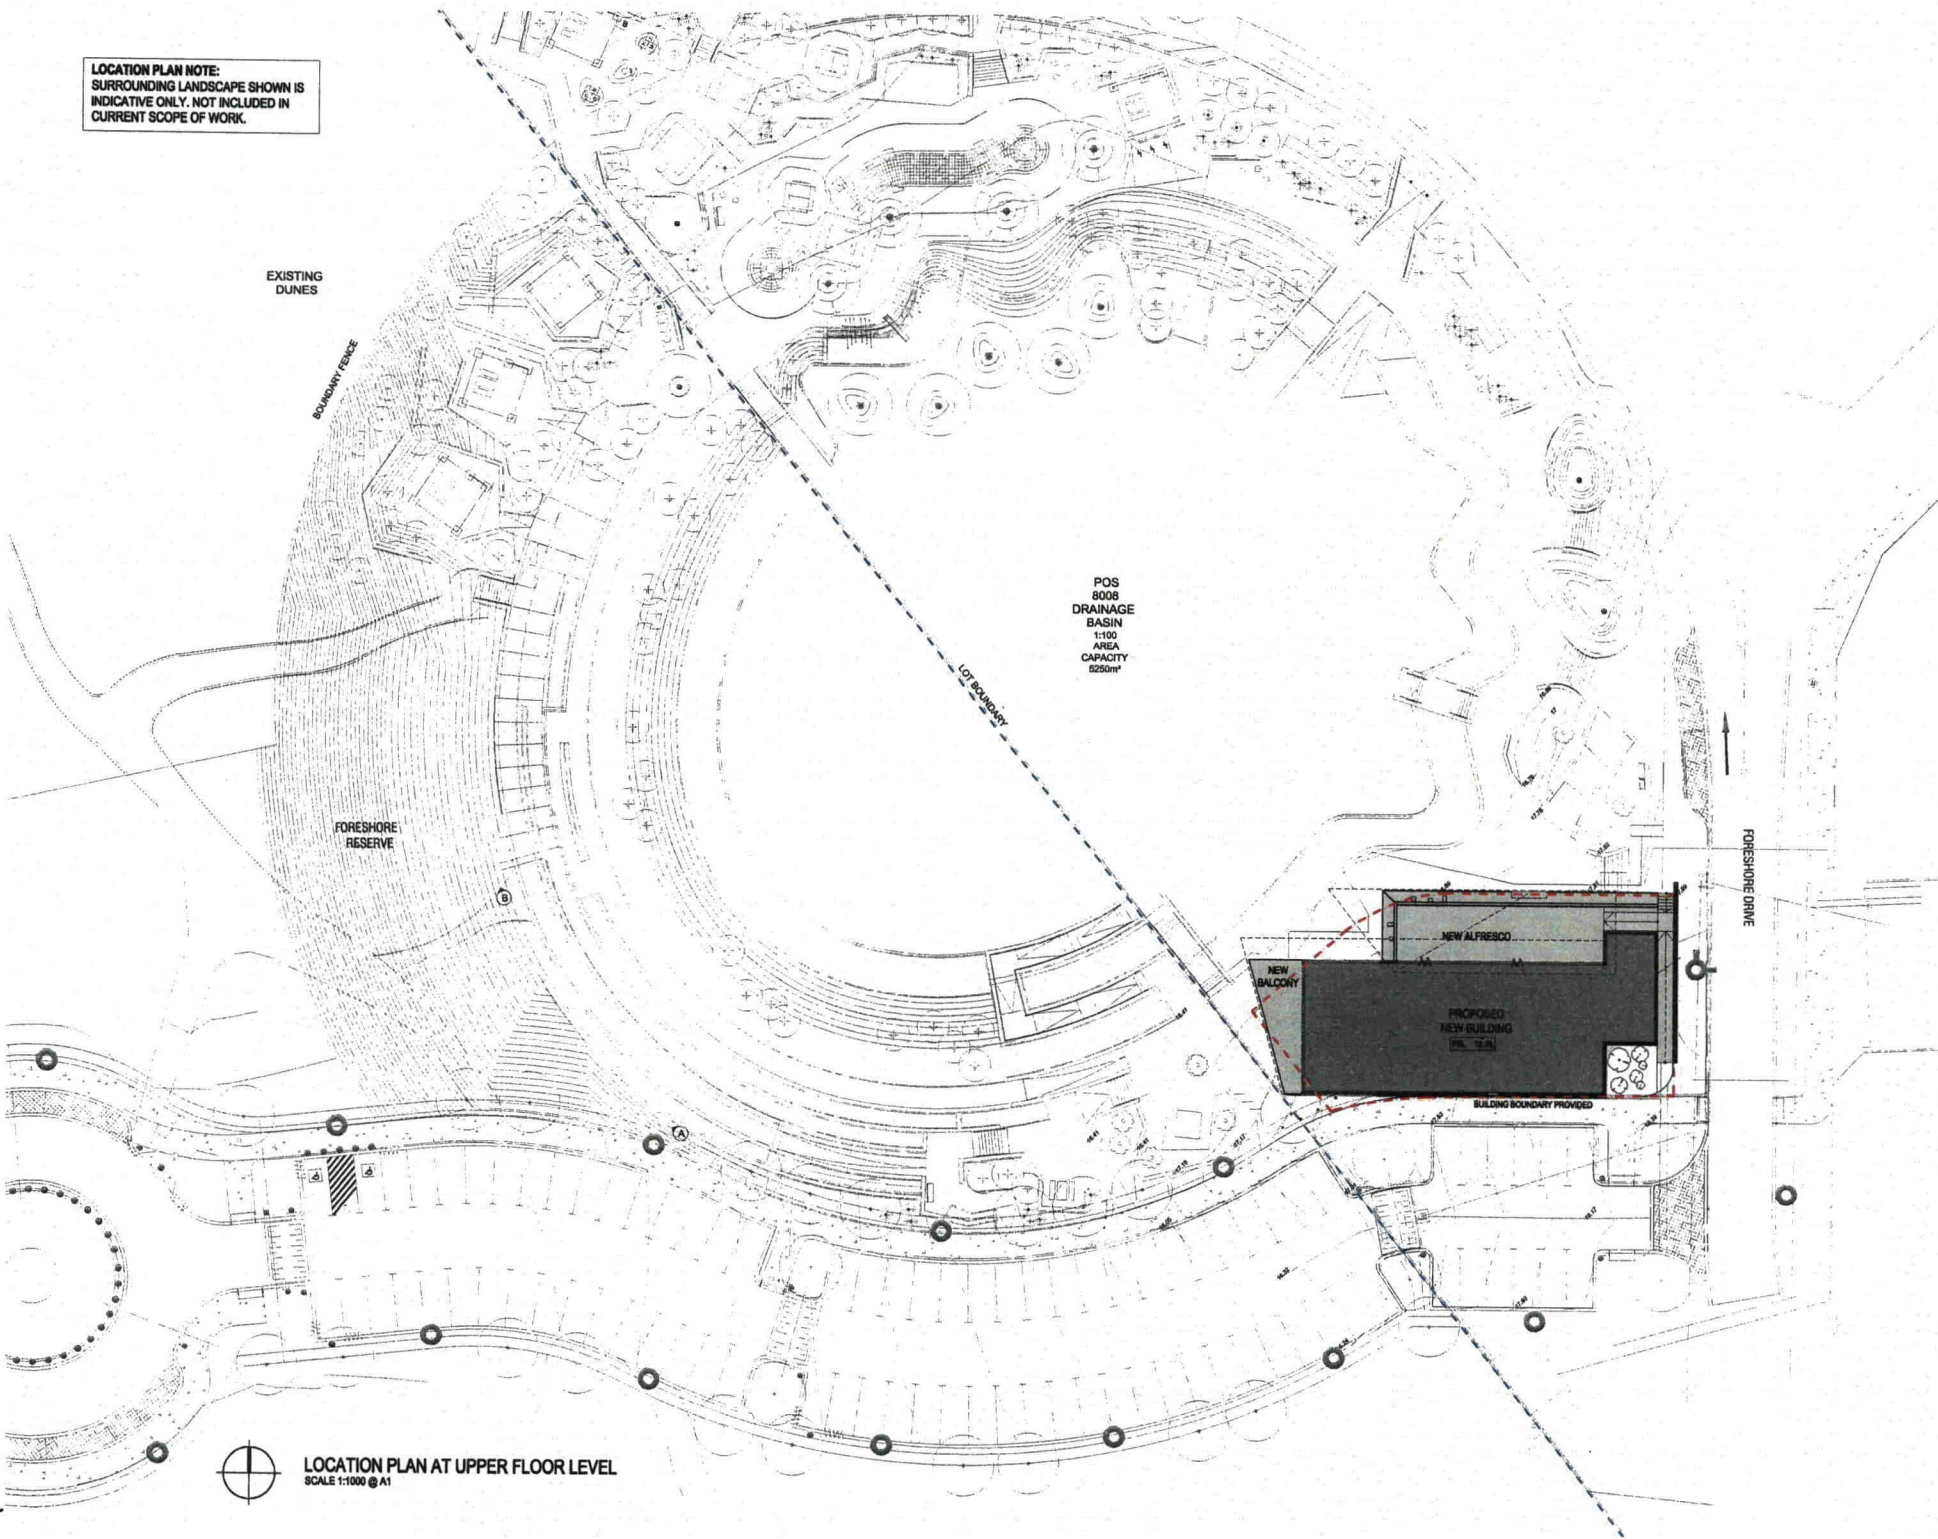 LOCATION PLAN NOTE:
SURROUNDING LANDSCAPE SHOWN IS
INDICATIVE ONLY. NOT INCLUDED IN
CURRENT SCOPE OF WORK.
EXISTING
DUNES
BOUNDARY FENCE
POS
8008
DRAINAGE
BASIN
1:100
AREA
CAPACITY
5250m³
LOT BOUNDARY
FORESHORE
RESERVE
B
A
FORESHORE DRIVE
NEW ALFRESCO
NEW
BALCONY
PROPOSED
NEW BUILDING
BUILDING BOUNDARY PROVIDED
LOCATION PLAN AT UPPER FLOOR LEVEL
SCALE 1:1000 @ A1